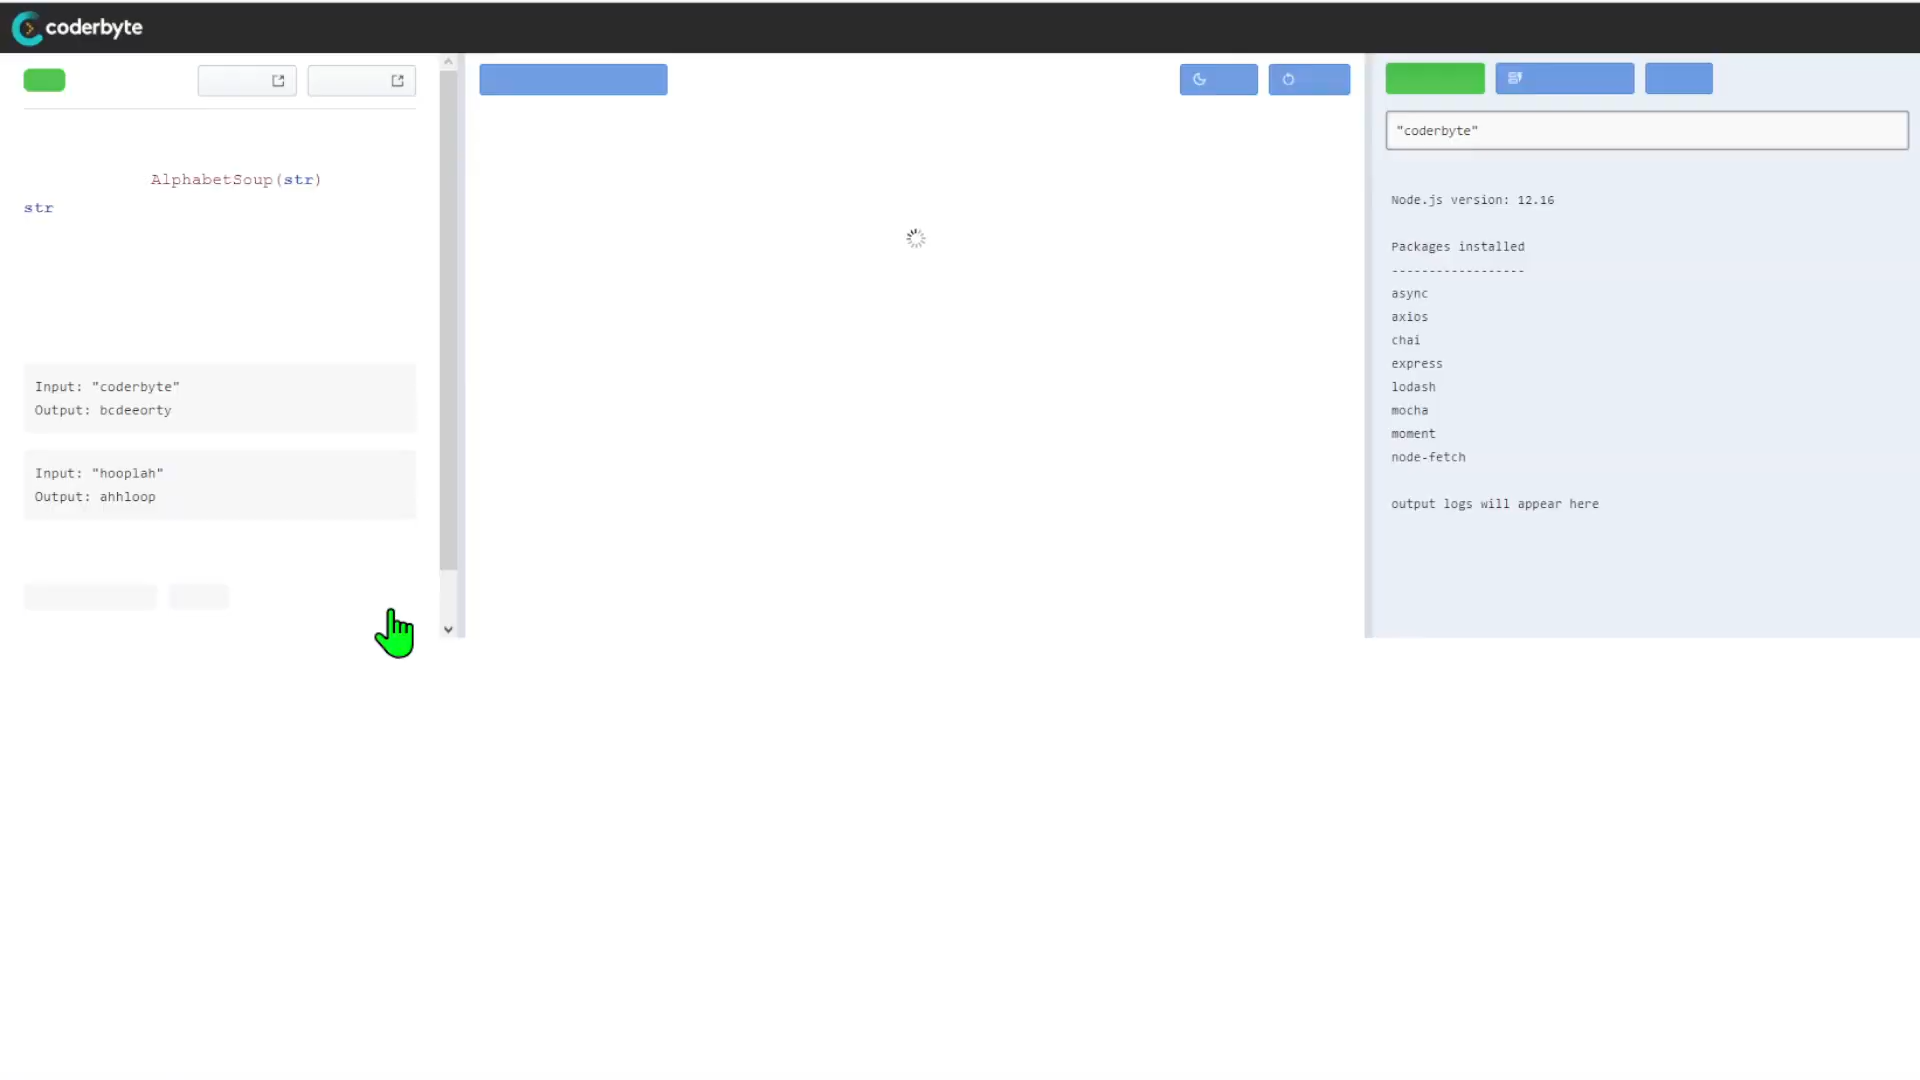 coderbyte
AlphabetSoup(str)
str
Input: "coderbyte"
Output: bcdeeorty
Input: "hooplah"
Output: ahhloop
"coderbyte"
Node.js version: 12.16
Packages installed
------------------
async
axios
chai
express
lodash
mocha
moment
node-fetch
output logs will appear here